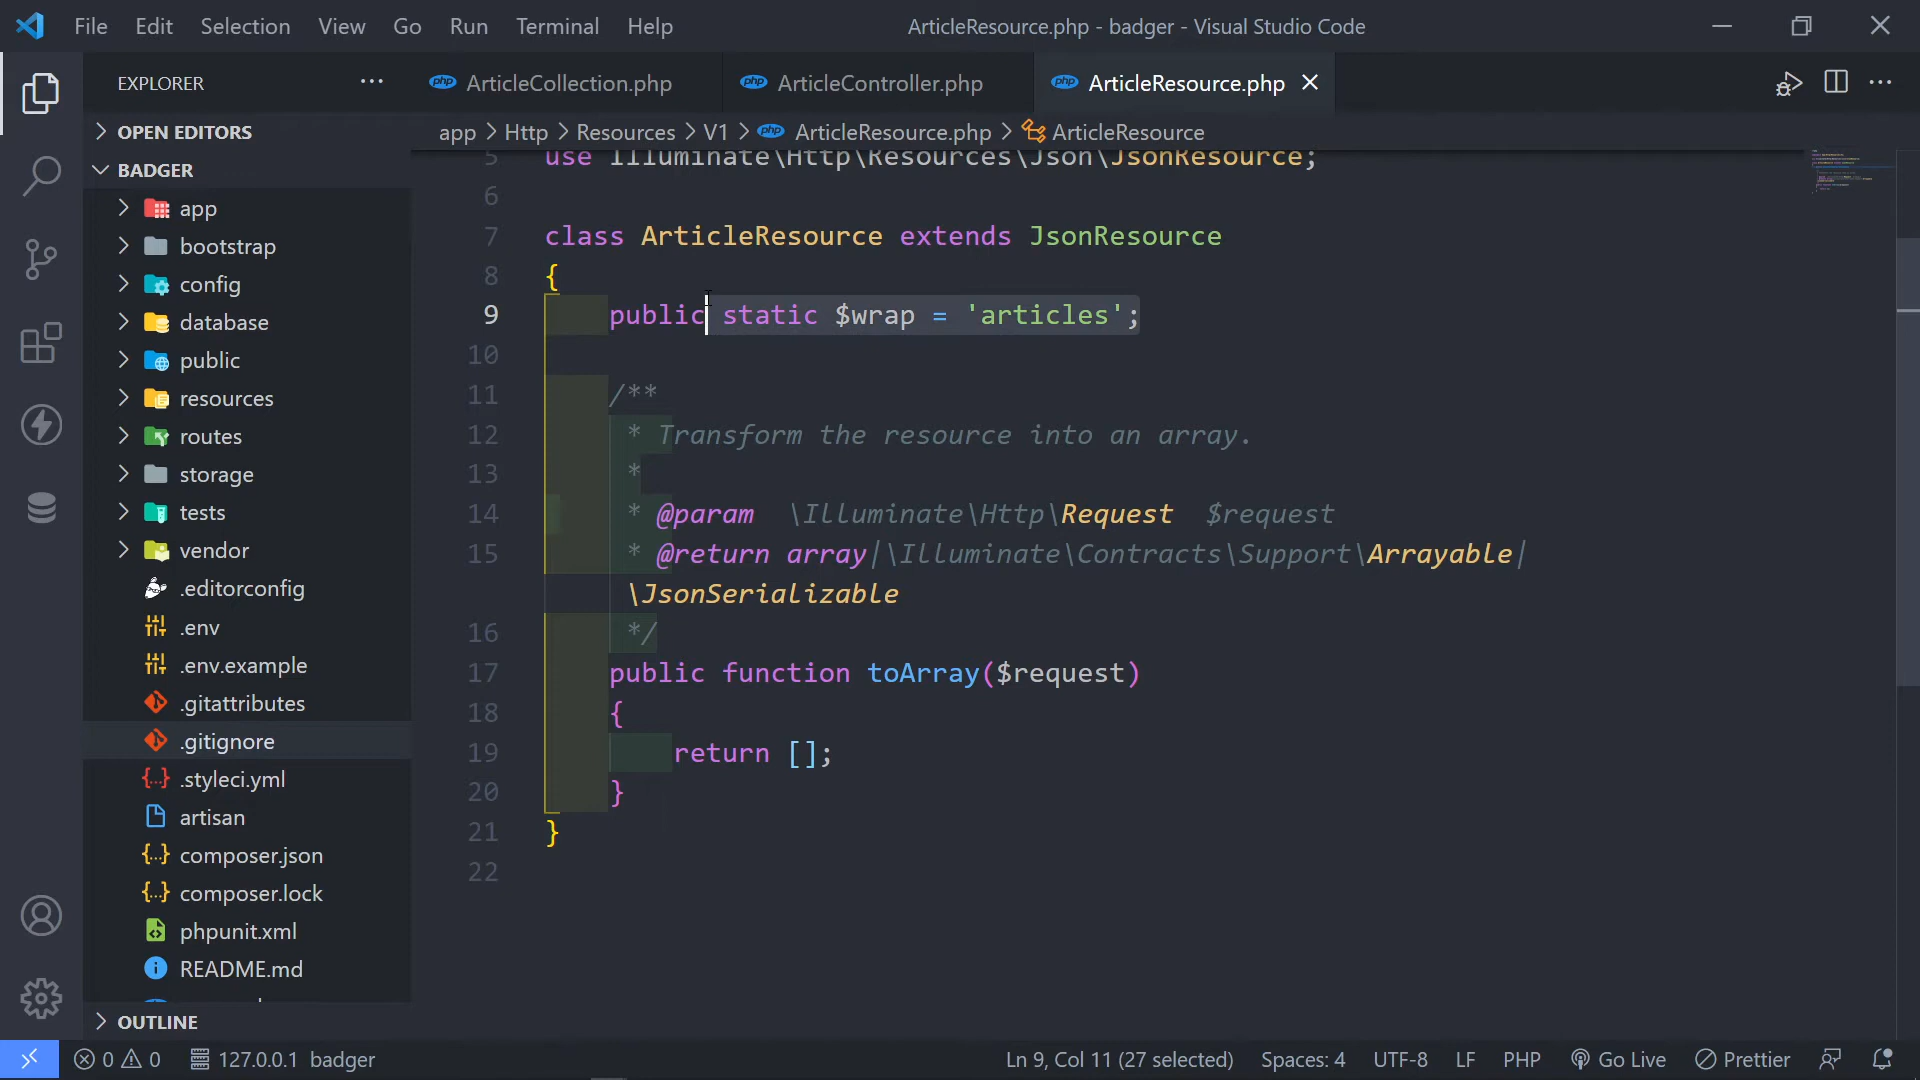 File Edit Selection View Go Run Terminal Help
ArticleResource.php - badger - Visual Studio Code
EXPLORER
ArticleCollection.php
ArticleController.php
ArticleResource.php
OPEN EDITORS
app > Http > Resources > V1 > ArticleResource.php > ArticleResource
BADGER
app
bootstrap
config
database
public
resources
routes
storage
tests
vendor
.editorconfig
.env
.env.example
.gitattributes
.gitignore
.styleci.yml
artisan
composer.json
composer.lock
phpunit.xml
README.md
OUTLINE
5 use Illuminate\Http\Resources\Json\JsonResource;
6
7 class ArticleResource extends JsonResource
8 {
9 public static $wrap = 'articles';
10
11 /**
12 * Transform the resource into an array.
13 *
14 * @param  \Illuminate\Http\Request  $request
15 * @return array|\Illuminate\Contracts\Support\Arrayable|
\JsonSerializable
16 */
17 public function toArray($request)
18 {
19 return [];
20 }
21 }
22
0 0 127.0.0.1 badger
Ln 9, Col 11 (27 selected) Spaces: 4 UTF-8 LF PHP Go Live Prettier